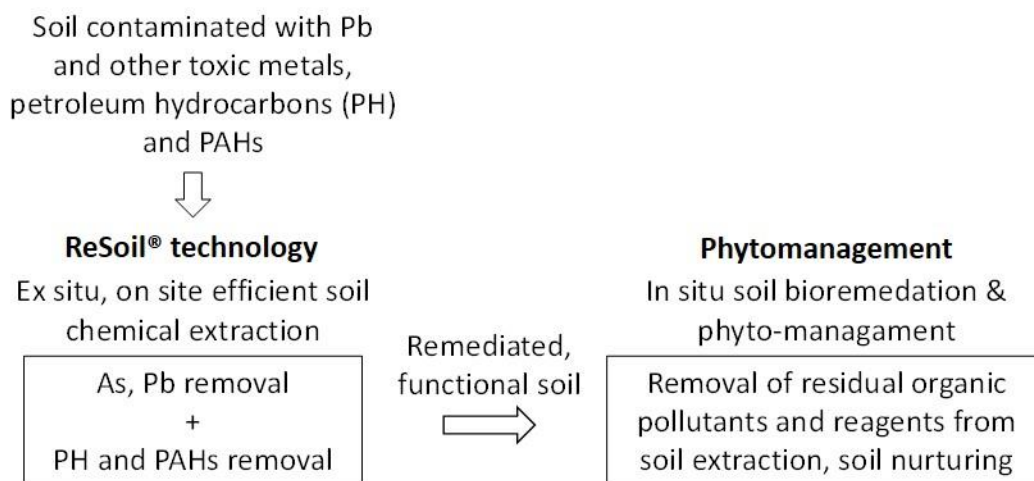 Soil contaminated with Pb
and other toxic metals,
petroleum hydrocarbons (PH)
and PAHs
ReSoil® technology
Ex situ, on site efficient soil
chemical extraction
As, Pb removal
+
PH and PAHs removal
Remediated,
functional soil
Phytomanagement
In situ soil bioremedation &
phyto-managament
Removal of residual organic
pollutants and reagents from
soil extraction, soil nurturing